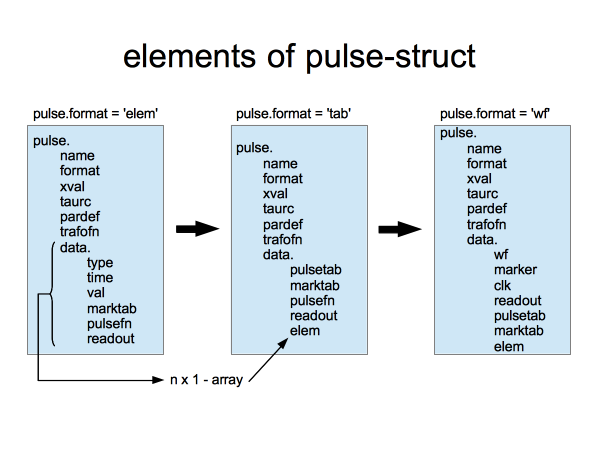 elements of pulse-struct
pulse.format = 'elem'
pulse.
name
format
xval
taurc
pardef
trafofn
data.
type
time
val
marktab
pulsefn
readout
pulse.format = 'tab'
pulse.
name
format
xval
taurc
pardef
trafofn
data.
pulsetab
marktab
pulsefn
readout
elem
pulse.format = 'wf'
pulse.
name
format
xval
taurc
pardef
trafofn
data.
wf
marker
clk
readout
pulsetab
marktab
elem
n x 1 - array